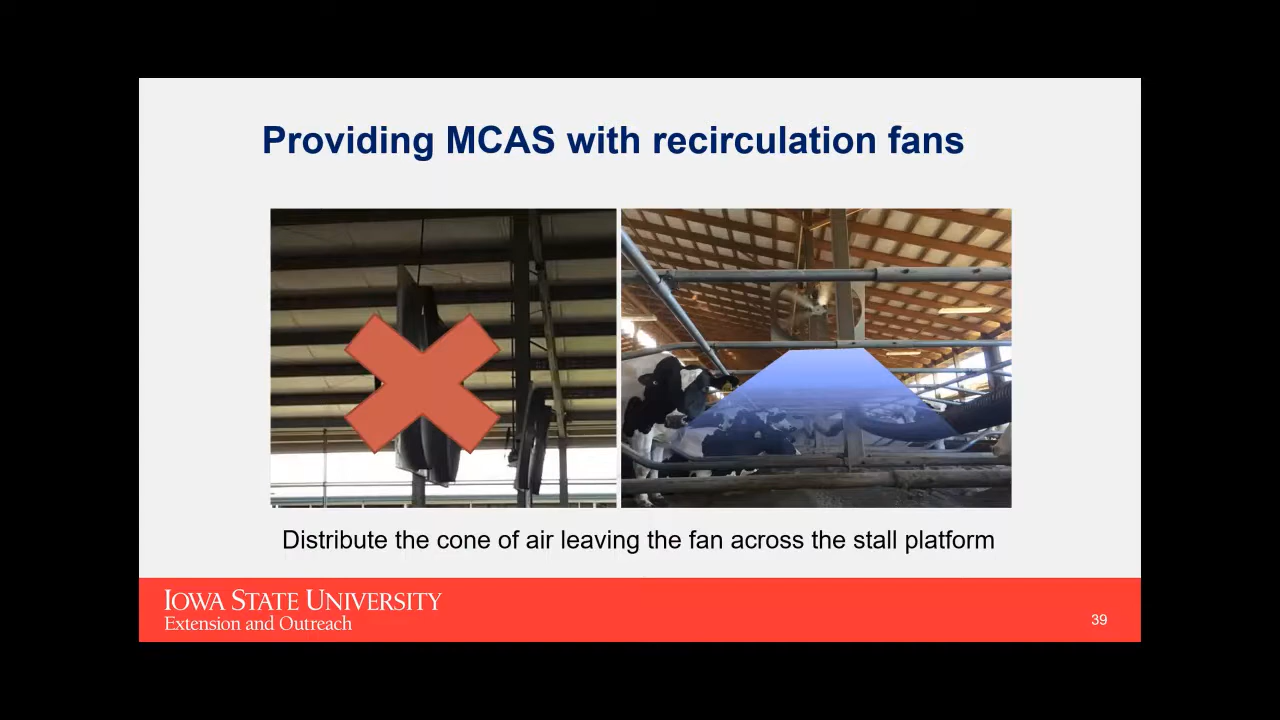 Providing MCAS with recirculation fans
Distribute the cone of air leaving the fan across the stall platform
IOWA STATE UNIVERSITY
Extension and Outreach
39